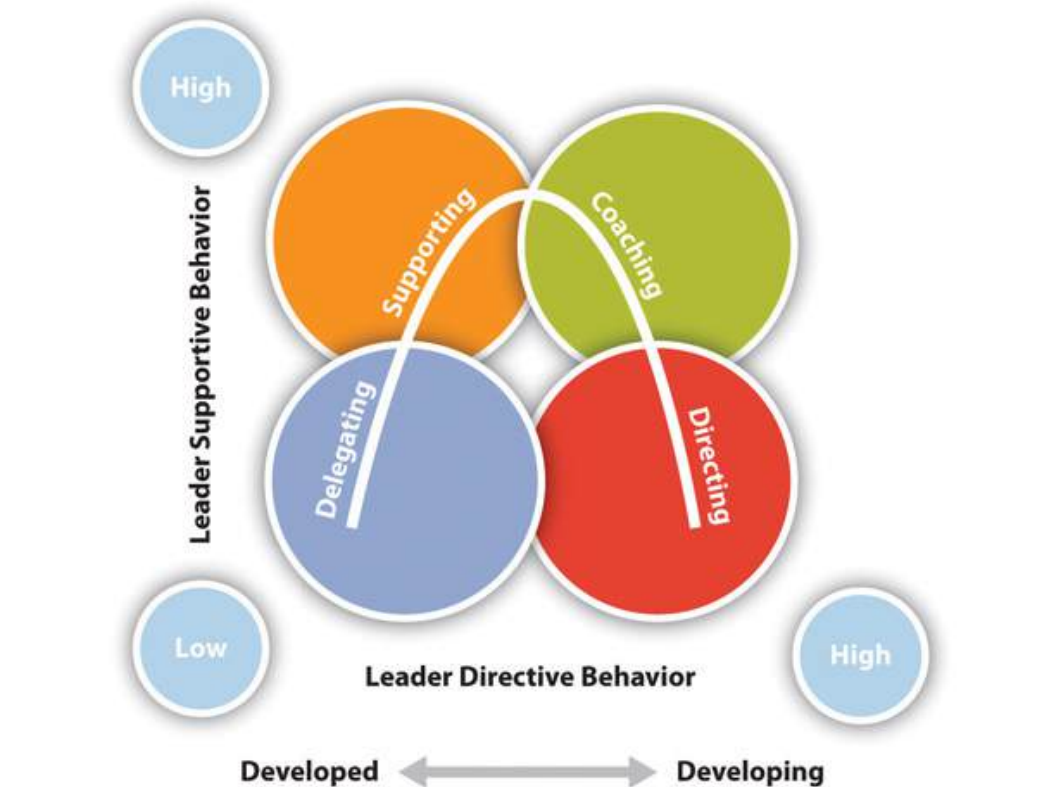 High
Leader Supportive Behavior
Supporting
Coaching
Delegating
Directing
Low
High
Leader Directive Behavior
Developed
Developing